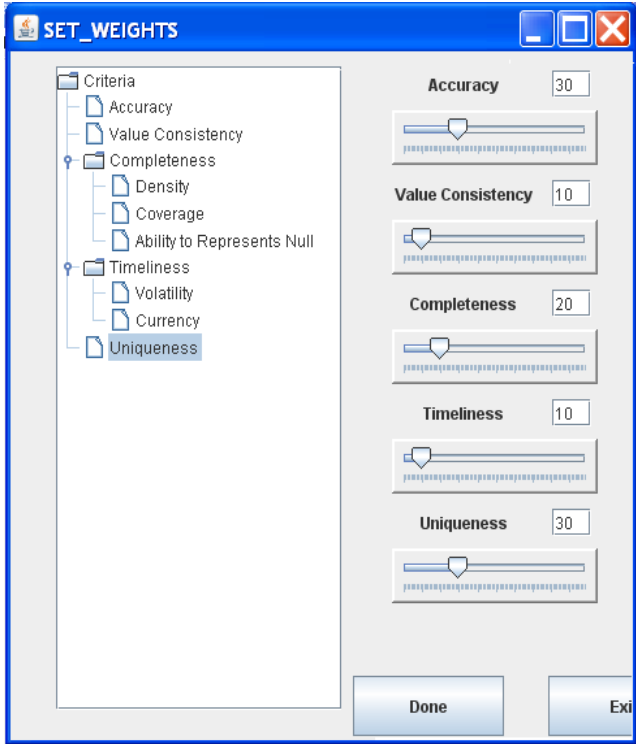 SET_WEIGHTS
Criteria
Accuracy
Value Consistency
Completeness
Density
Coverage
Ability to Represents Null
Timeliness
Volatility
Currency
Uniqueness
Accuracy 30
Value Consistency 10
Completeness 20
Timeliness 10
Uniqueness 30
Done Exi